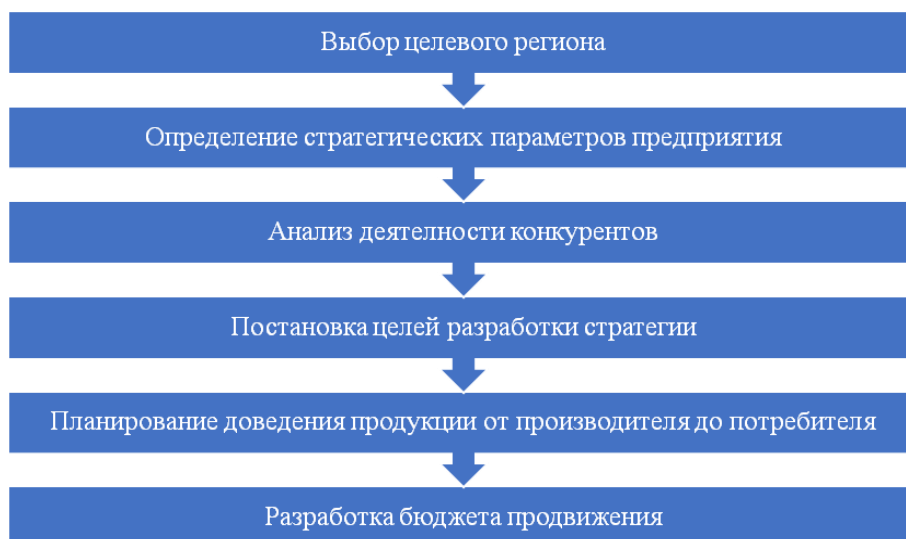 Выбор целевого региона
Определение стратегических параметров предприятия
Анализ деятелности конкурентов
Постановка целей разработки стратегии
Планирование доведения продукции от производителя до потребителя
Разработка бюджета продвижения